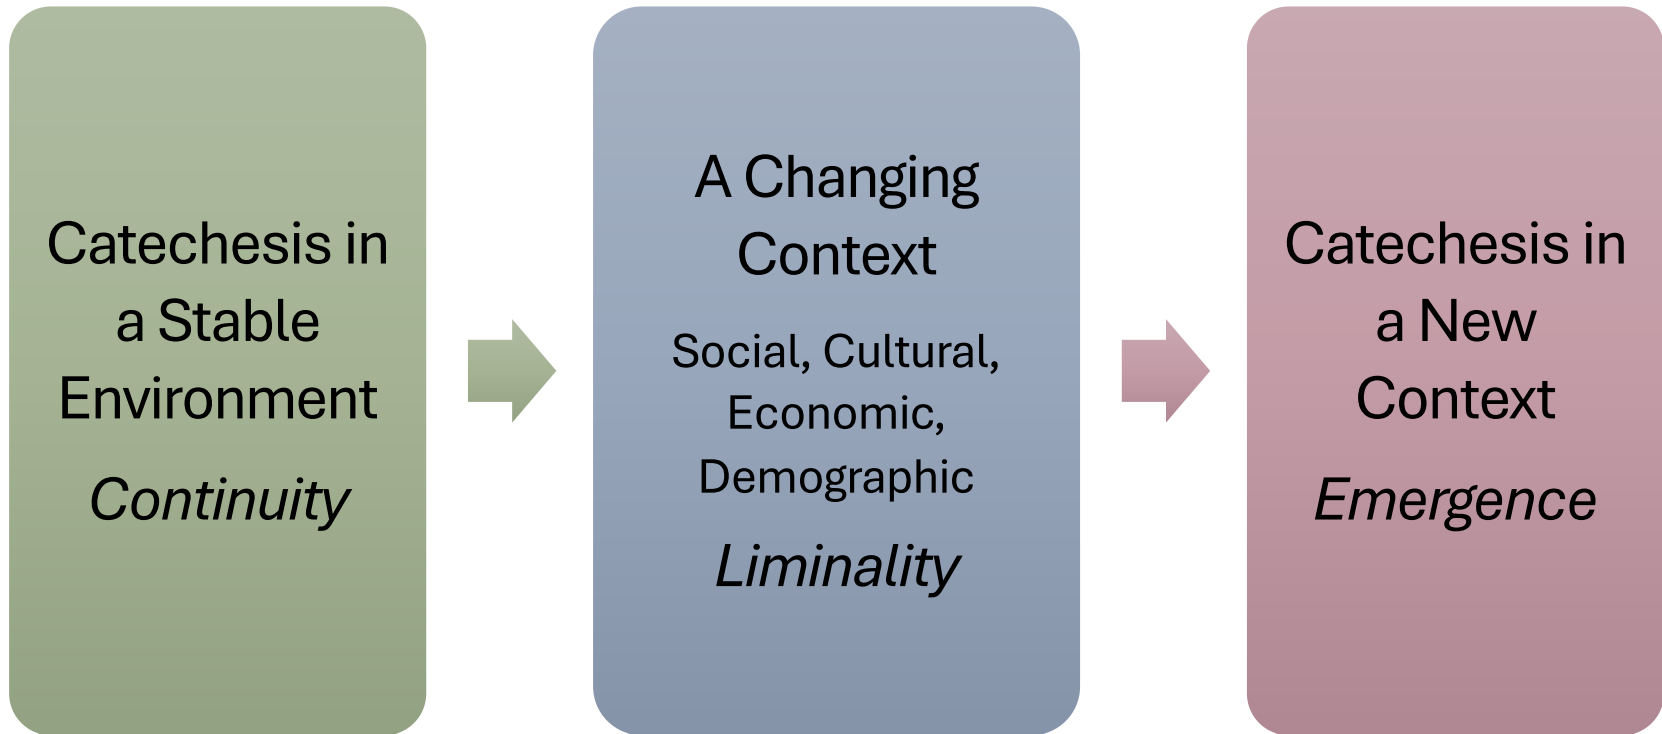 Catechesis in
a Stable
Environment
Continuity
A Changing
Context
Social, Cultural,
Economic,
Demographic
Liminality
Catechesis in
a New
Context
Emergence